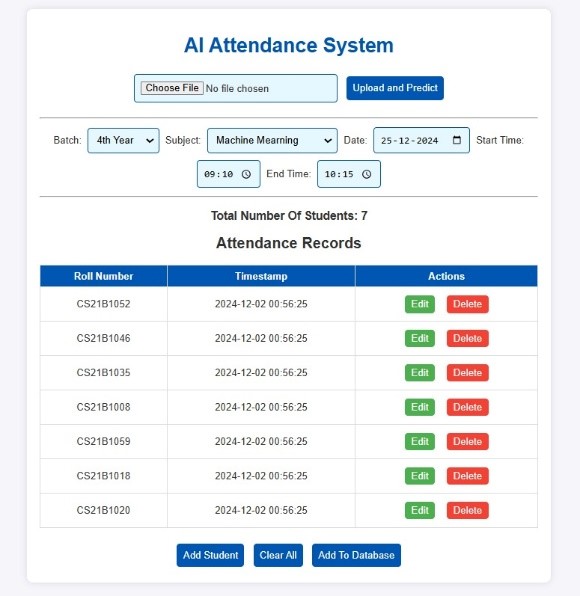 AI Attendance System
Choose File No file chosen Upload and Predict
Batch: 4th Year Subject: Machine Mearning Date: 25-12-2024 Start Time:
09:10 End Time: 10:15
Total Number Of Students: 7
Attendance Records
Roll Number Timestamp Actions
CS21B1052 2024-12-02 00:56:25 Edit Delete
CS21B1046 2024-12-02 00:56:25 Edit Delete
CS21B1035 2024-12-02 00:56:25 Edit Delete
CS21B1008 2024-12-02 00:56:25 Edit Delete
CS21B1059 2024-12-02 00:56:25 Edit Delete
CS21B1018 2024-12-02 00:56:25 Edit Delete
CS21B1020 2024-12-02 00:56:25 Edit Delete
Add Student Clear All Add To Database